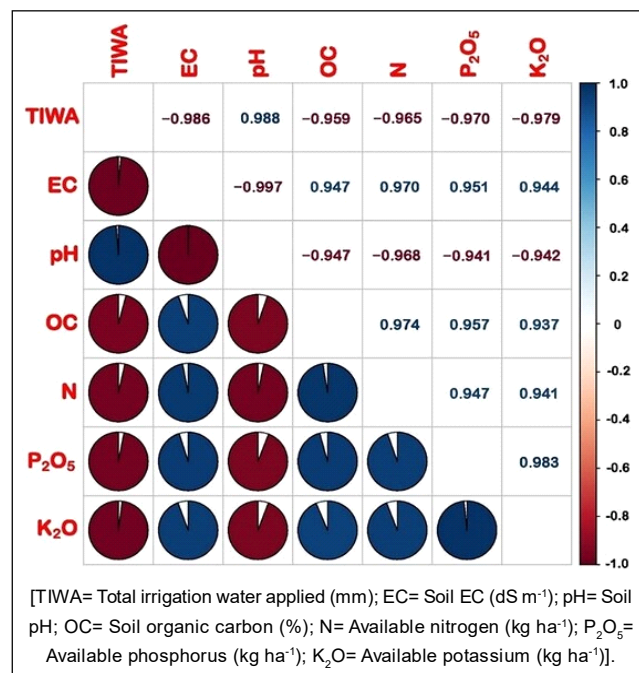 TIWA EC pH OC N P₂O₅ K₂O
TIWA −0.986 0.988 −0.959 −0.965 −0.970 −0.979
EC −0.997 0.947 0.970 0.951 0.944
pH −0.947 −0.968 −0.941 −0.942
OC 0.974 0.957 0.937
N 0.947 0.941
P₂O₅ 0.983
K₂O
1.0
0.8
0.6
0.4
0.2
0
-0.2
-0.4
-0.6
-0.8
-1.0
[TIWA= Total irrigation water applied (mm); EC= Soil EC (dS m⁻¹); pH= Soil
pH; OC= Soil organic carbon (%); N= Available nitrogen (kg ha⁻¹); P₂O₅=
Available phosphorus (kg ha⁻¹); K₂O= Available potassium (kg ha⁻¹)].